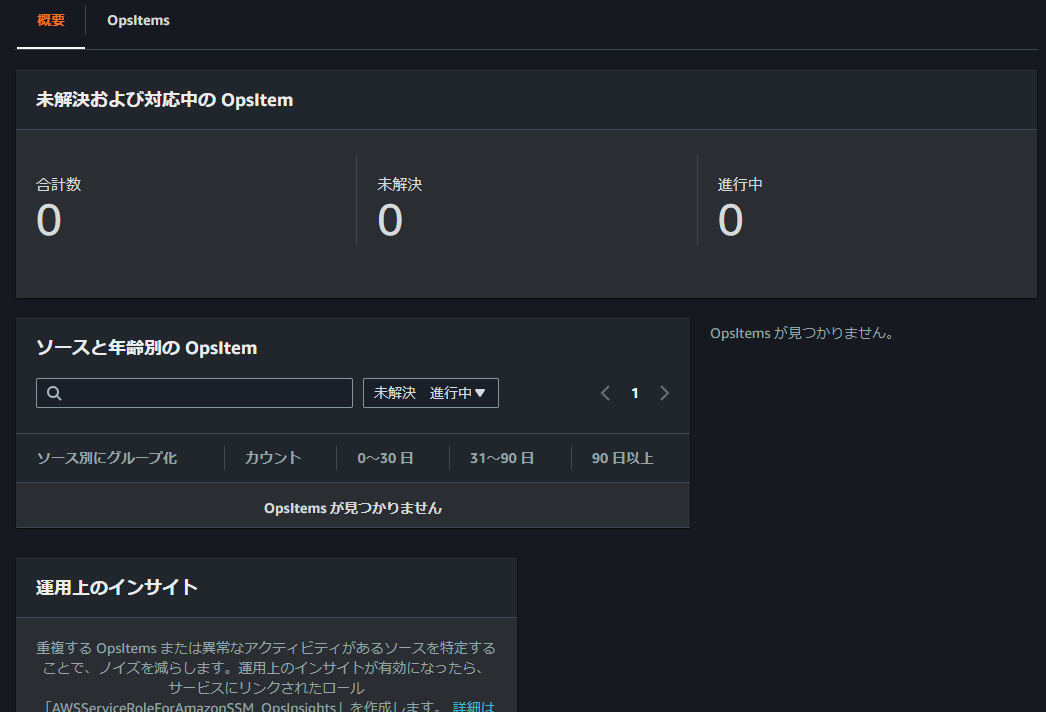 概要 OpsItems
未解決および対応中の OpsItem
合計数 未解決 進行中
0 0 0
ソースと年齢別の OpsItem
OpsItems が見つかりません。
未解決 進行中▼ 1
ソース別にグループ化 カウント 0～30 日 31～90 日 90 日以上
OpsItems が見つかりません
運用上のインサイト
重複する OpsItems または異常なアクティビティがあるソースを特定する
ことで、ノイズを減らします。運用上のインサイトが有効になったら、
サービスにリンクされたロール
「AWSServiceRoleForAmazonSSM_OpsInsights」を作成します。 詳細は